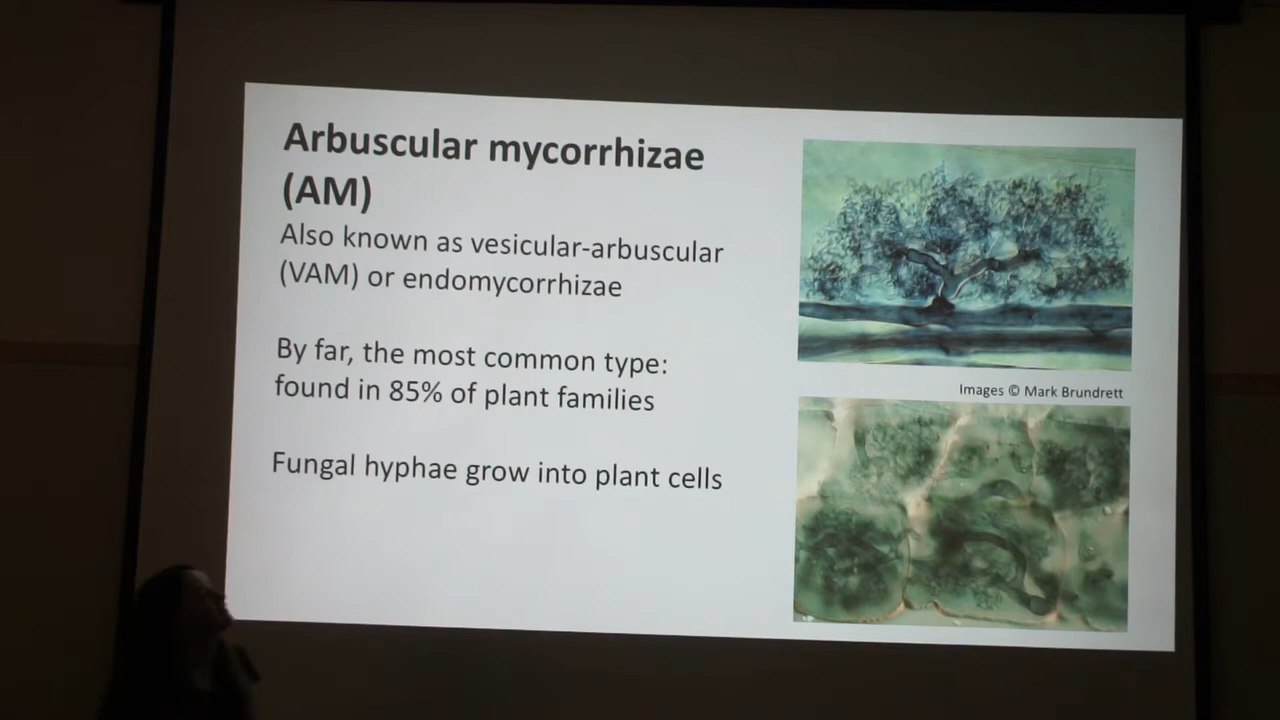 Arbuscular mycorrhizae
(AM)
Also known as vesicular-arbuscular
(VAM) or endomycorrhizae
By far, the most common type:
found in 85% of plant families
Fungal hyphae grow into plant cells
Images © Mark Brundrett